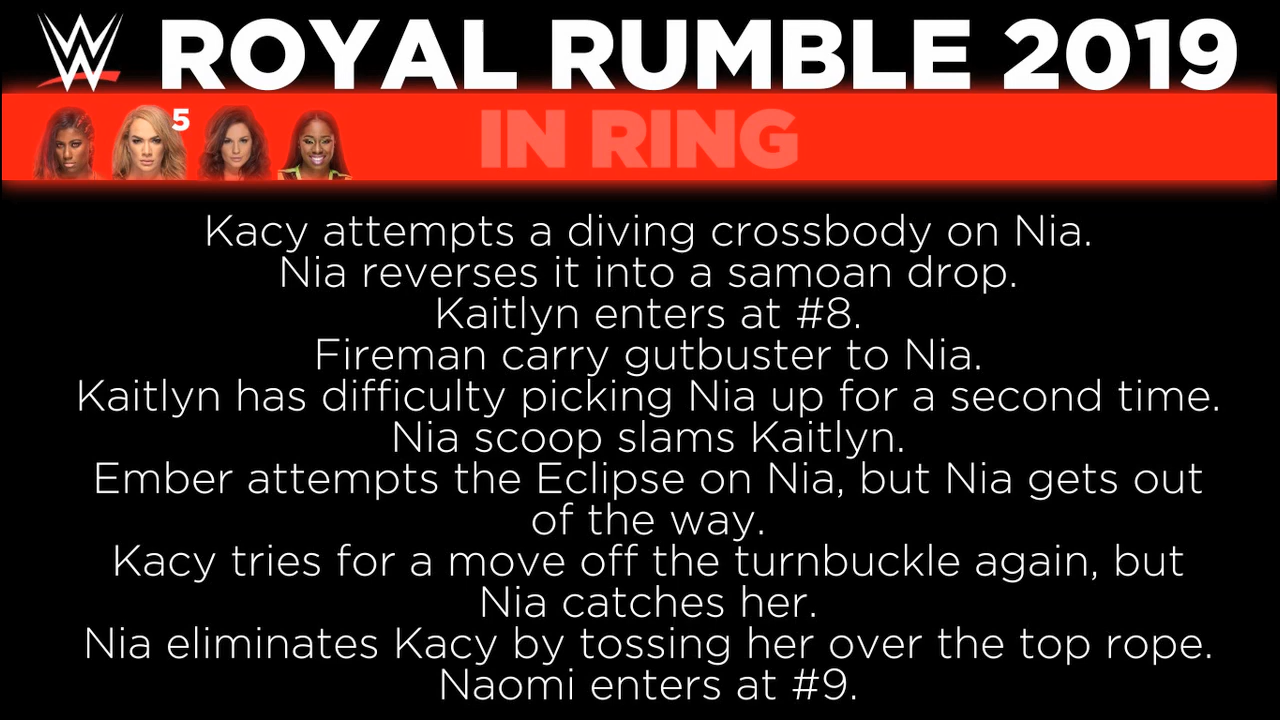 W ROYAL RUMBLE 2019
5
IN RING
Kacy attempts a diving crossbody on Nia.
Nia reverses it into a samoan drop.
Kaitlyn enters at #8.
Fireman carry gutbuster to Nia.
Kaitlyn has difficulty picking Nia up for a second time.
Nia scoop slams Kaitlyn.
Ember attempts the Eclipse on Nia, but Nia gets out
of the way.
Kacy tries for a move off the turnbuckle again, but
Nia catches her.
Nia eliminates Kacy by tossing her over the top rope.
Naomi enters at #9.